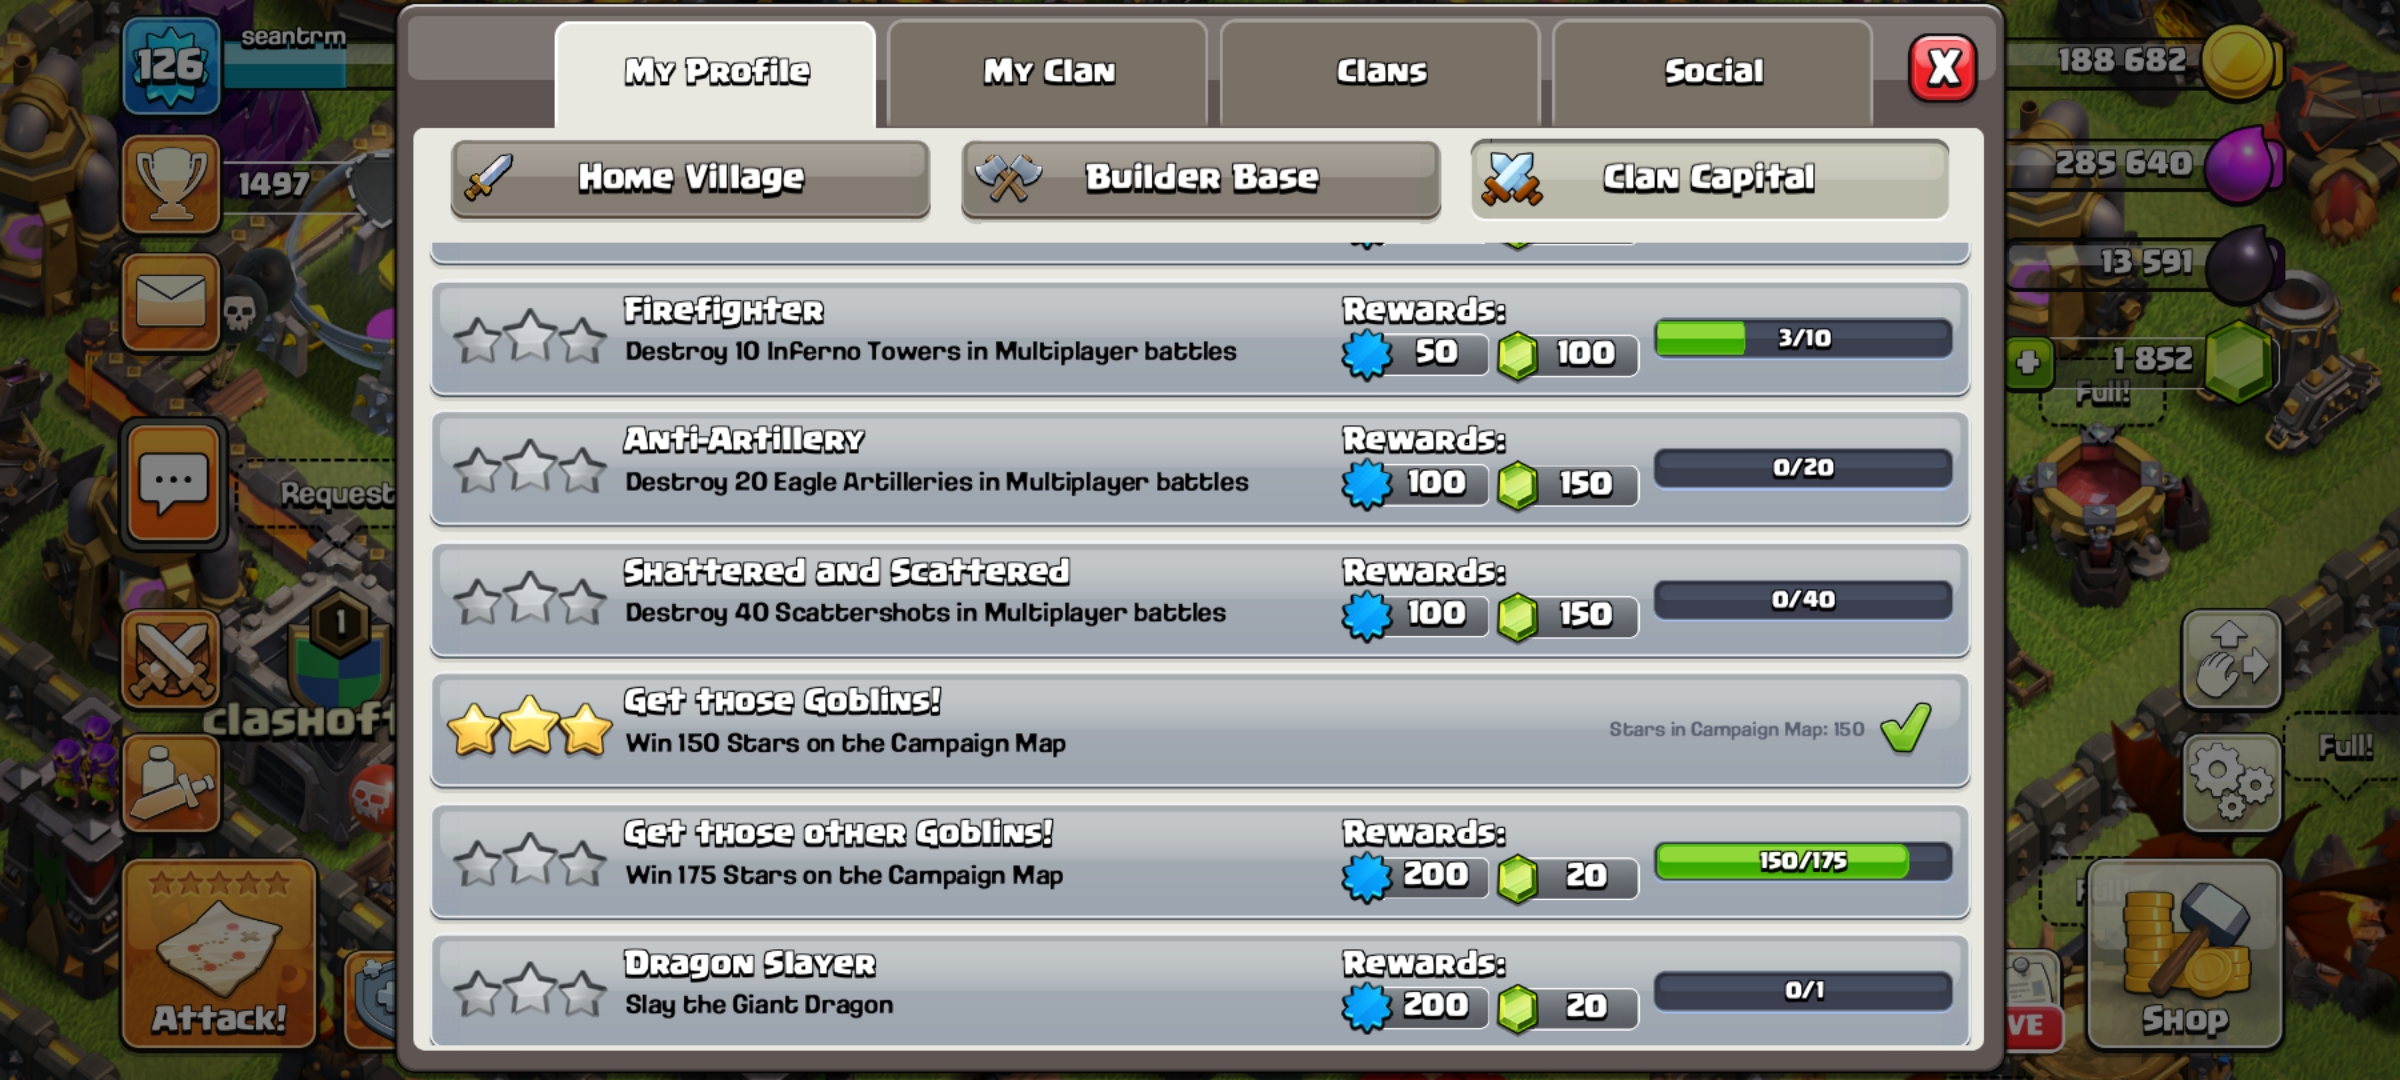 126
seantrm
My Profile
My Clan
Clans
Social
X
188 682
1497
Home Village
Builder Base
Clan Capital
285 640
13 591
Firefighter
Destroy 10 Inferno Towers in Multiplayer battles
Rewards:
50
100
3/10
1 852
Full!
Anti-Artillery
Destroy 20 Eagle Artilleries in Multiplayer battles
Rewards:
100
150
0/20
Request
Shattered and Scattered
Destroy 40 Scattershots in Multiplayer battles
Rewards:
100
150
0/40
1
clashof
Get those Goblins!
Win 150 Stars on the Campaign Map
Stars in Campaign Map: 150
Full!
Get those other Goblins!
Win 175 Stars on the Campaign Map
Rewards:
200
20
150/175
Dragon Slayer
Slay the Giant Dragon
Rewards:
200
20
0/1
Attack!
VE
Shop